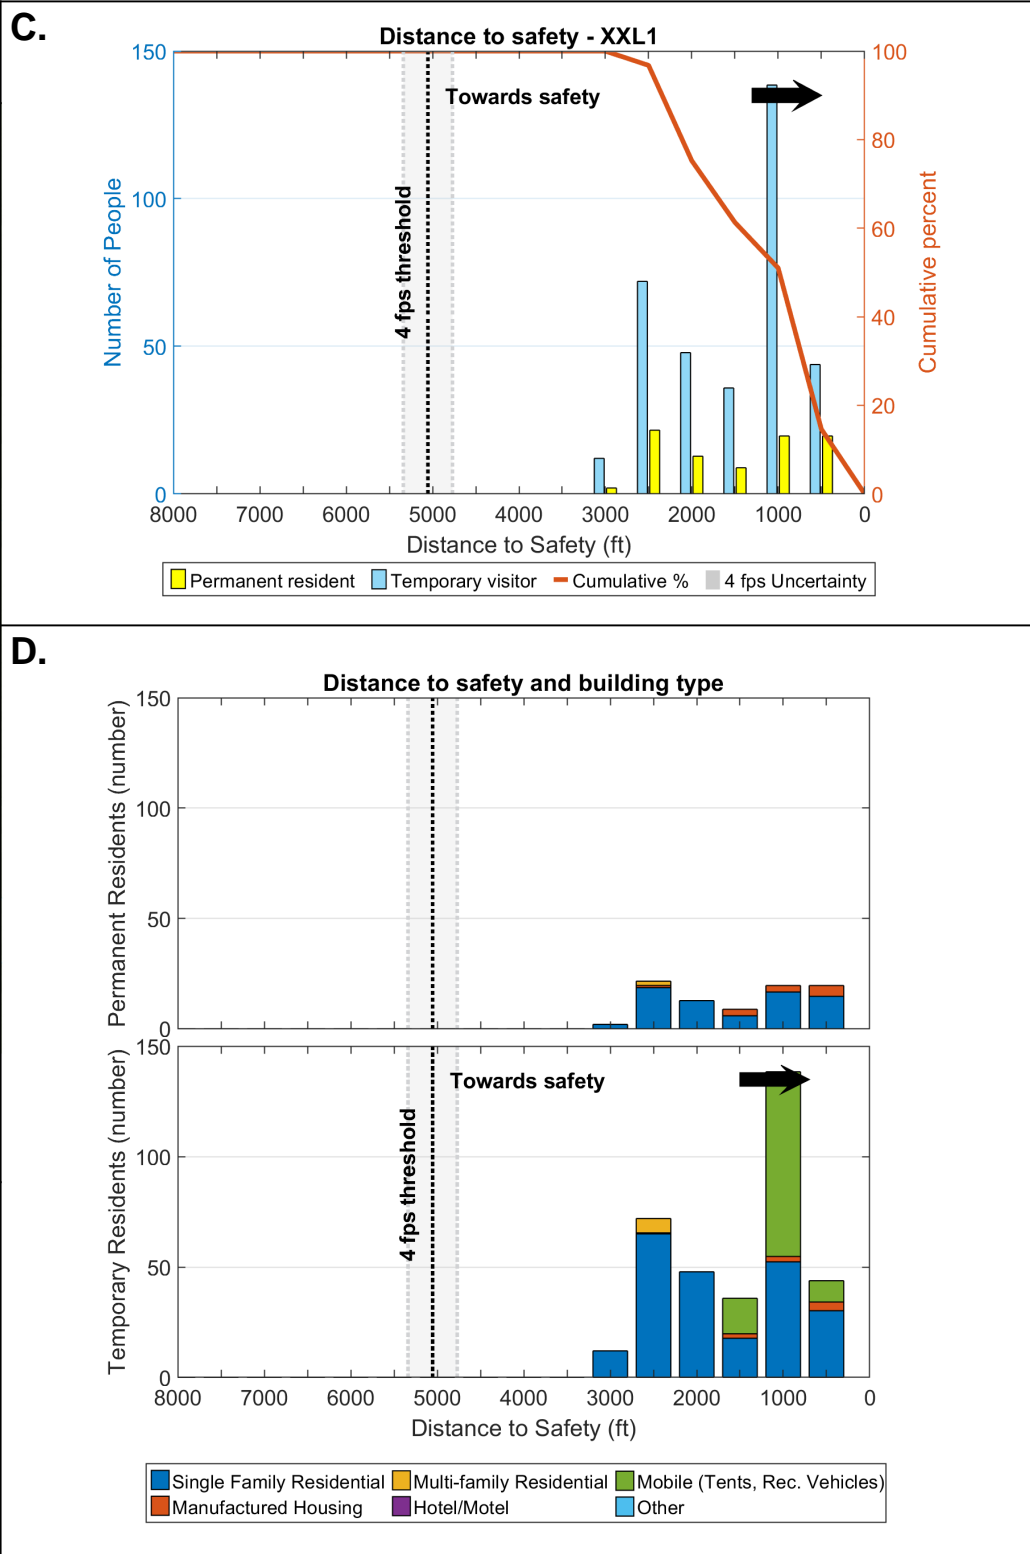 C.
Distance to safety - XXL1
150
100
50
0
Number of People
100
80
60
40
20
0
Cumulative percent
Towards safety
4 fps threshold
8000 7000 6000 5000 4000 3000 2000 1000 0
Distance to Safety (ft)
Permanent resident Temporary visitor Cumulative % 4 fps Uncertainty
D.
Distance to safety and building type
150
100
50
0
Permanent Residents (number)
150
100
50
0
Temporary Residents (number)
Towards safety
4 fps threshold
8000 7000 6000 5000 4000 3000 2000 1000 0
Distance to Safety (ft)
Single Family Residential Multi-family Residential Mobile (Tents, Rec. Vehicles)
Manufactured Housing Hotel/Motel Other